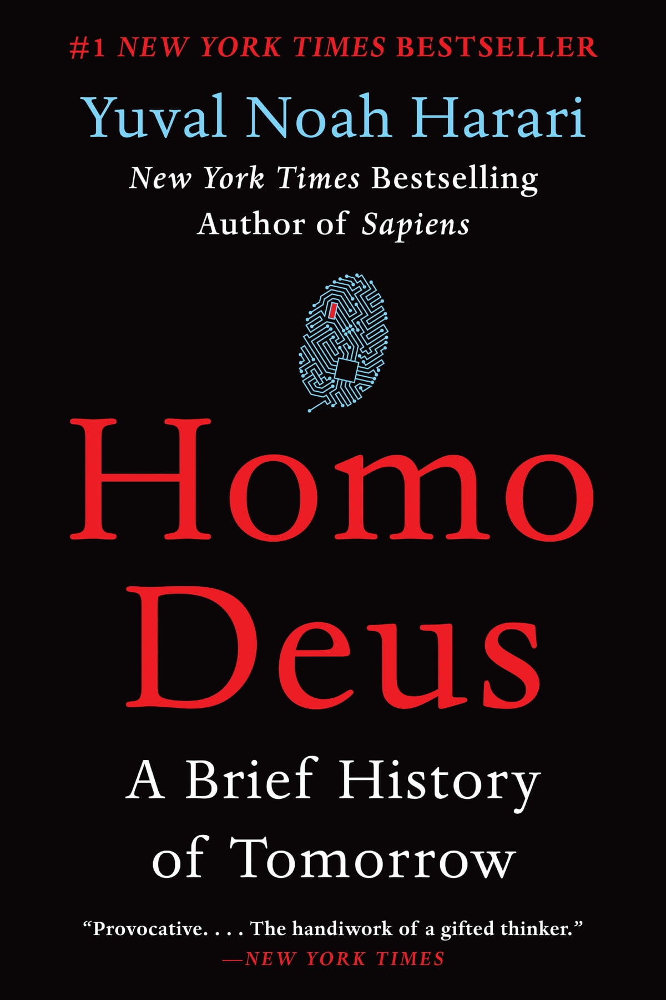 #1 NEW YORK TIMES BESTSELLER
Yuval Noah Harari
New York Times Bestselling
Author of Sapiens
Homo
Deus
A Brief History
of Tomorrow
“Provocative. . . . The handiwork of a gifted thinker.”
—NEW YORK TIMES